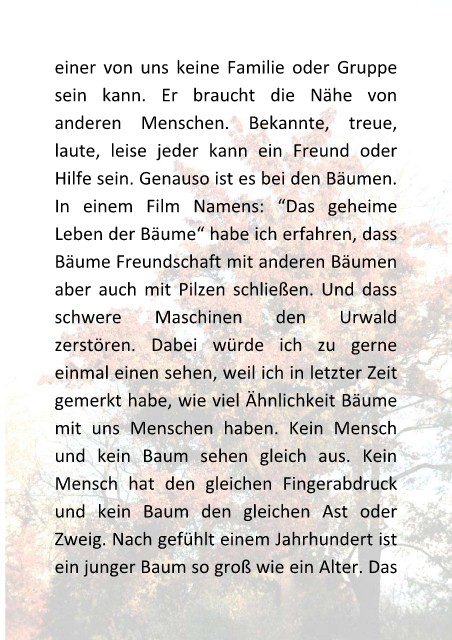 einer von uns keine Familie oder Gruppe
sein kann. Er braucht die Nähe von
anderen Menschen. Bekannte, treue,
laute, leise jeder kann ein Freund oder
Hilfe sein. Genauso ist es bei den Bäumen.
In einem Film Namens: “Das geheime
Leben der Bäume“ habe ich erfahren, dass
Bäume Freundschaft mit anderen Bäumen
aber auch mit Pilzen schließen. Und dass
schwere Maschinen den Urwald
zerstören. Dabei würde ich zu gerne
einmal einen sehen, weil ich in letzter Zeit
gemerkt habe, wie viel Ähnlichkeit Bäume
mit uns Menschen haben. Kein Mensch
und kein Baum sehen gleich aus. Kein
Mensch hat den gleichen Fingerabdruck
und kein Baum den gleichen Ast oder
Zweig. Nach gefühlt einem Jahrhundert ist
ein junger Baum so groß wie ein Alter. Das